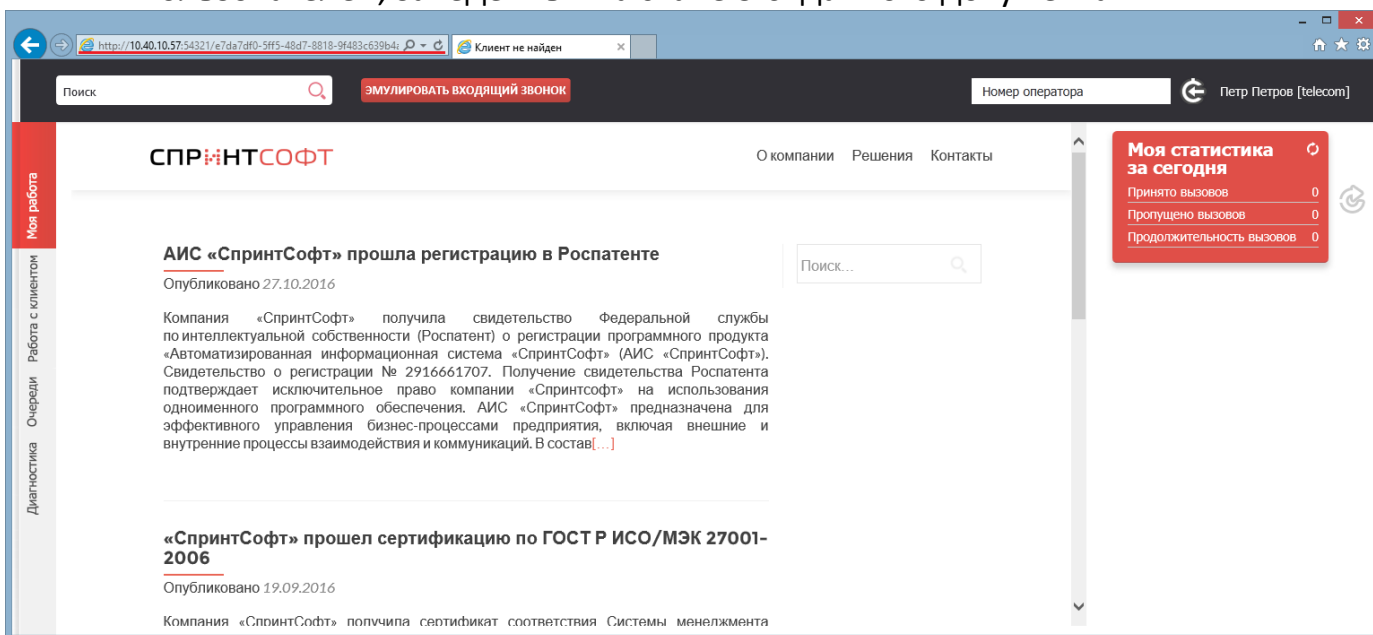 http://10.40.10.57:54321/e7da7df0-5ff5-48d7-8818-9f483c639b4
Клиент не найден
Поиск
ЭМУЛИРОВАТЬ ВХОДЯЩИЙ ЗВОНОК
Номер оператора
Петр Петров [telecom]
Моя работа
Работа с клиентом
Очереди
Диагностика
СПРИНТСОФТ
О компании Решения Контакты
АИС «СпринтСофт» прошла регистрацию в Роспатенте
Опубликовано 27.10.2016
Компания «СпринтСофт» получила свидетельство Федеральной службы
по интеллектуальной собственности (Роспатент) о регистрации программного продукта
«Автоматизированная информационная система «СпринтСофт» (АИС «СпринтСофт»).
Свидетельство о регистрации № 2916661707. Получение свидетельства Роспатента
подтверждает исключительное право компании «Спринтсофт» на использования
одноименного программного обеспечения. АИС «СпринтСофт» предназначена для
эффективного управления бизнес-процессами предприятия, включая внешние и
внутренние процессы взаимодействия и коммуникаций. В состав[...]
Поиск...
«СпринтСофт» прошел сертификацию по ГОСТ Р ИСО/МЭК 27001-
2006
Опубликовано 19.09.2016
Компания «СпринтСофт» получила сертификат соответствия Системы менеджмента
Моя статистика
за сегодня
Принято вызовов 0
Пропущено вызовов 0
Продолжительность вызовов 0